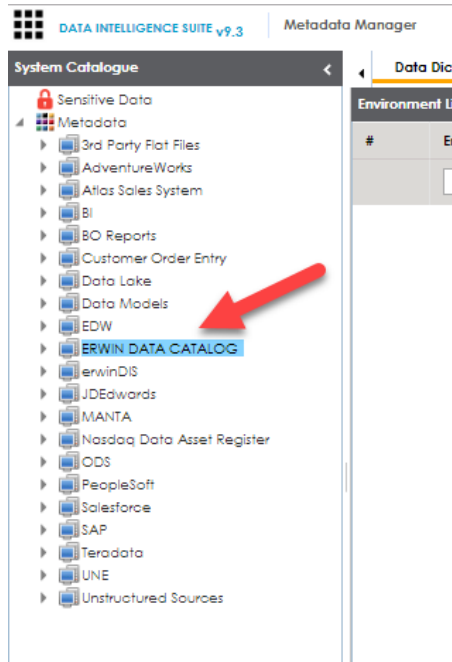 DATA INTELLIGENCE SUITE v9.3 Metadata Manager
System Catalogue
Data Dic
Sensitive Data
Environment Li
Metadata
#
3rd Party Flat Files
AdventureWorks
Atlas Sales System
BI
BO Reports
Customer Order Entry
Data Lake
Data Models
EDW
ERWIN DATA CATALOG
erwinDIS
JDEdwards
MANTA
Nasdaq Data Asset Register
ODS
PeopleSoft
Salesforce
SAP
Teradata
UNE
Unstructured Sources